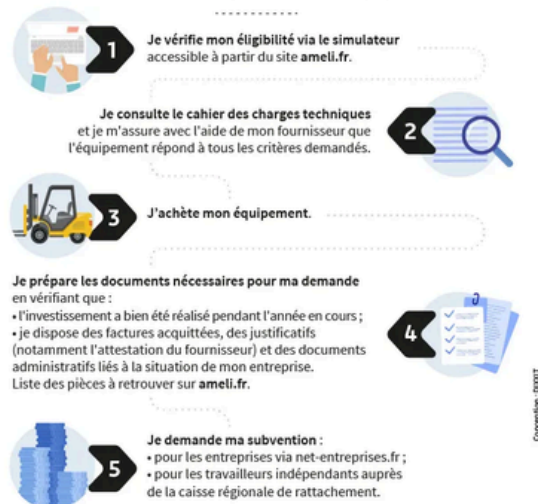 1
Je vérifie mon éligibilité via le simulateur
accessible à partir du site ameli.fr.
Je consulte le cahier des charges techniques
et je m'assure avec l'aide de mon fournisseur que
l'équipement répond à tous les critères demandés.
2
3
J'achète mon équipement.
Je prépare les documents nécessaires pour ma demande
en vérifiant que :
• l'investissement a bien été réalisé pendant l'année en cours ;
• je dispose des factures acquittées, des justificatifs
(notamment l'attestation du fournisseur) et des documents
administratifs liés à la situation de mon entreprise.
Liste des pièces à retrouver sur ameli.fr.
4
5
Je demande ma subvention :
• pour les entreprises via net-entreprises.fr ;
• pour les travailleurs indépendants auprès
de la caisse régionale de rattachement.
Conception :